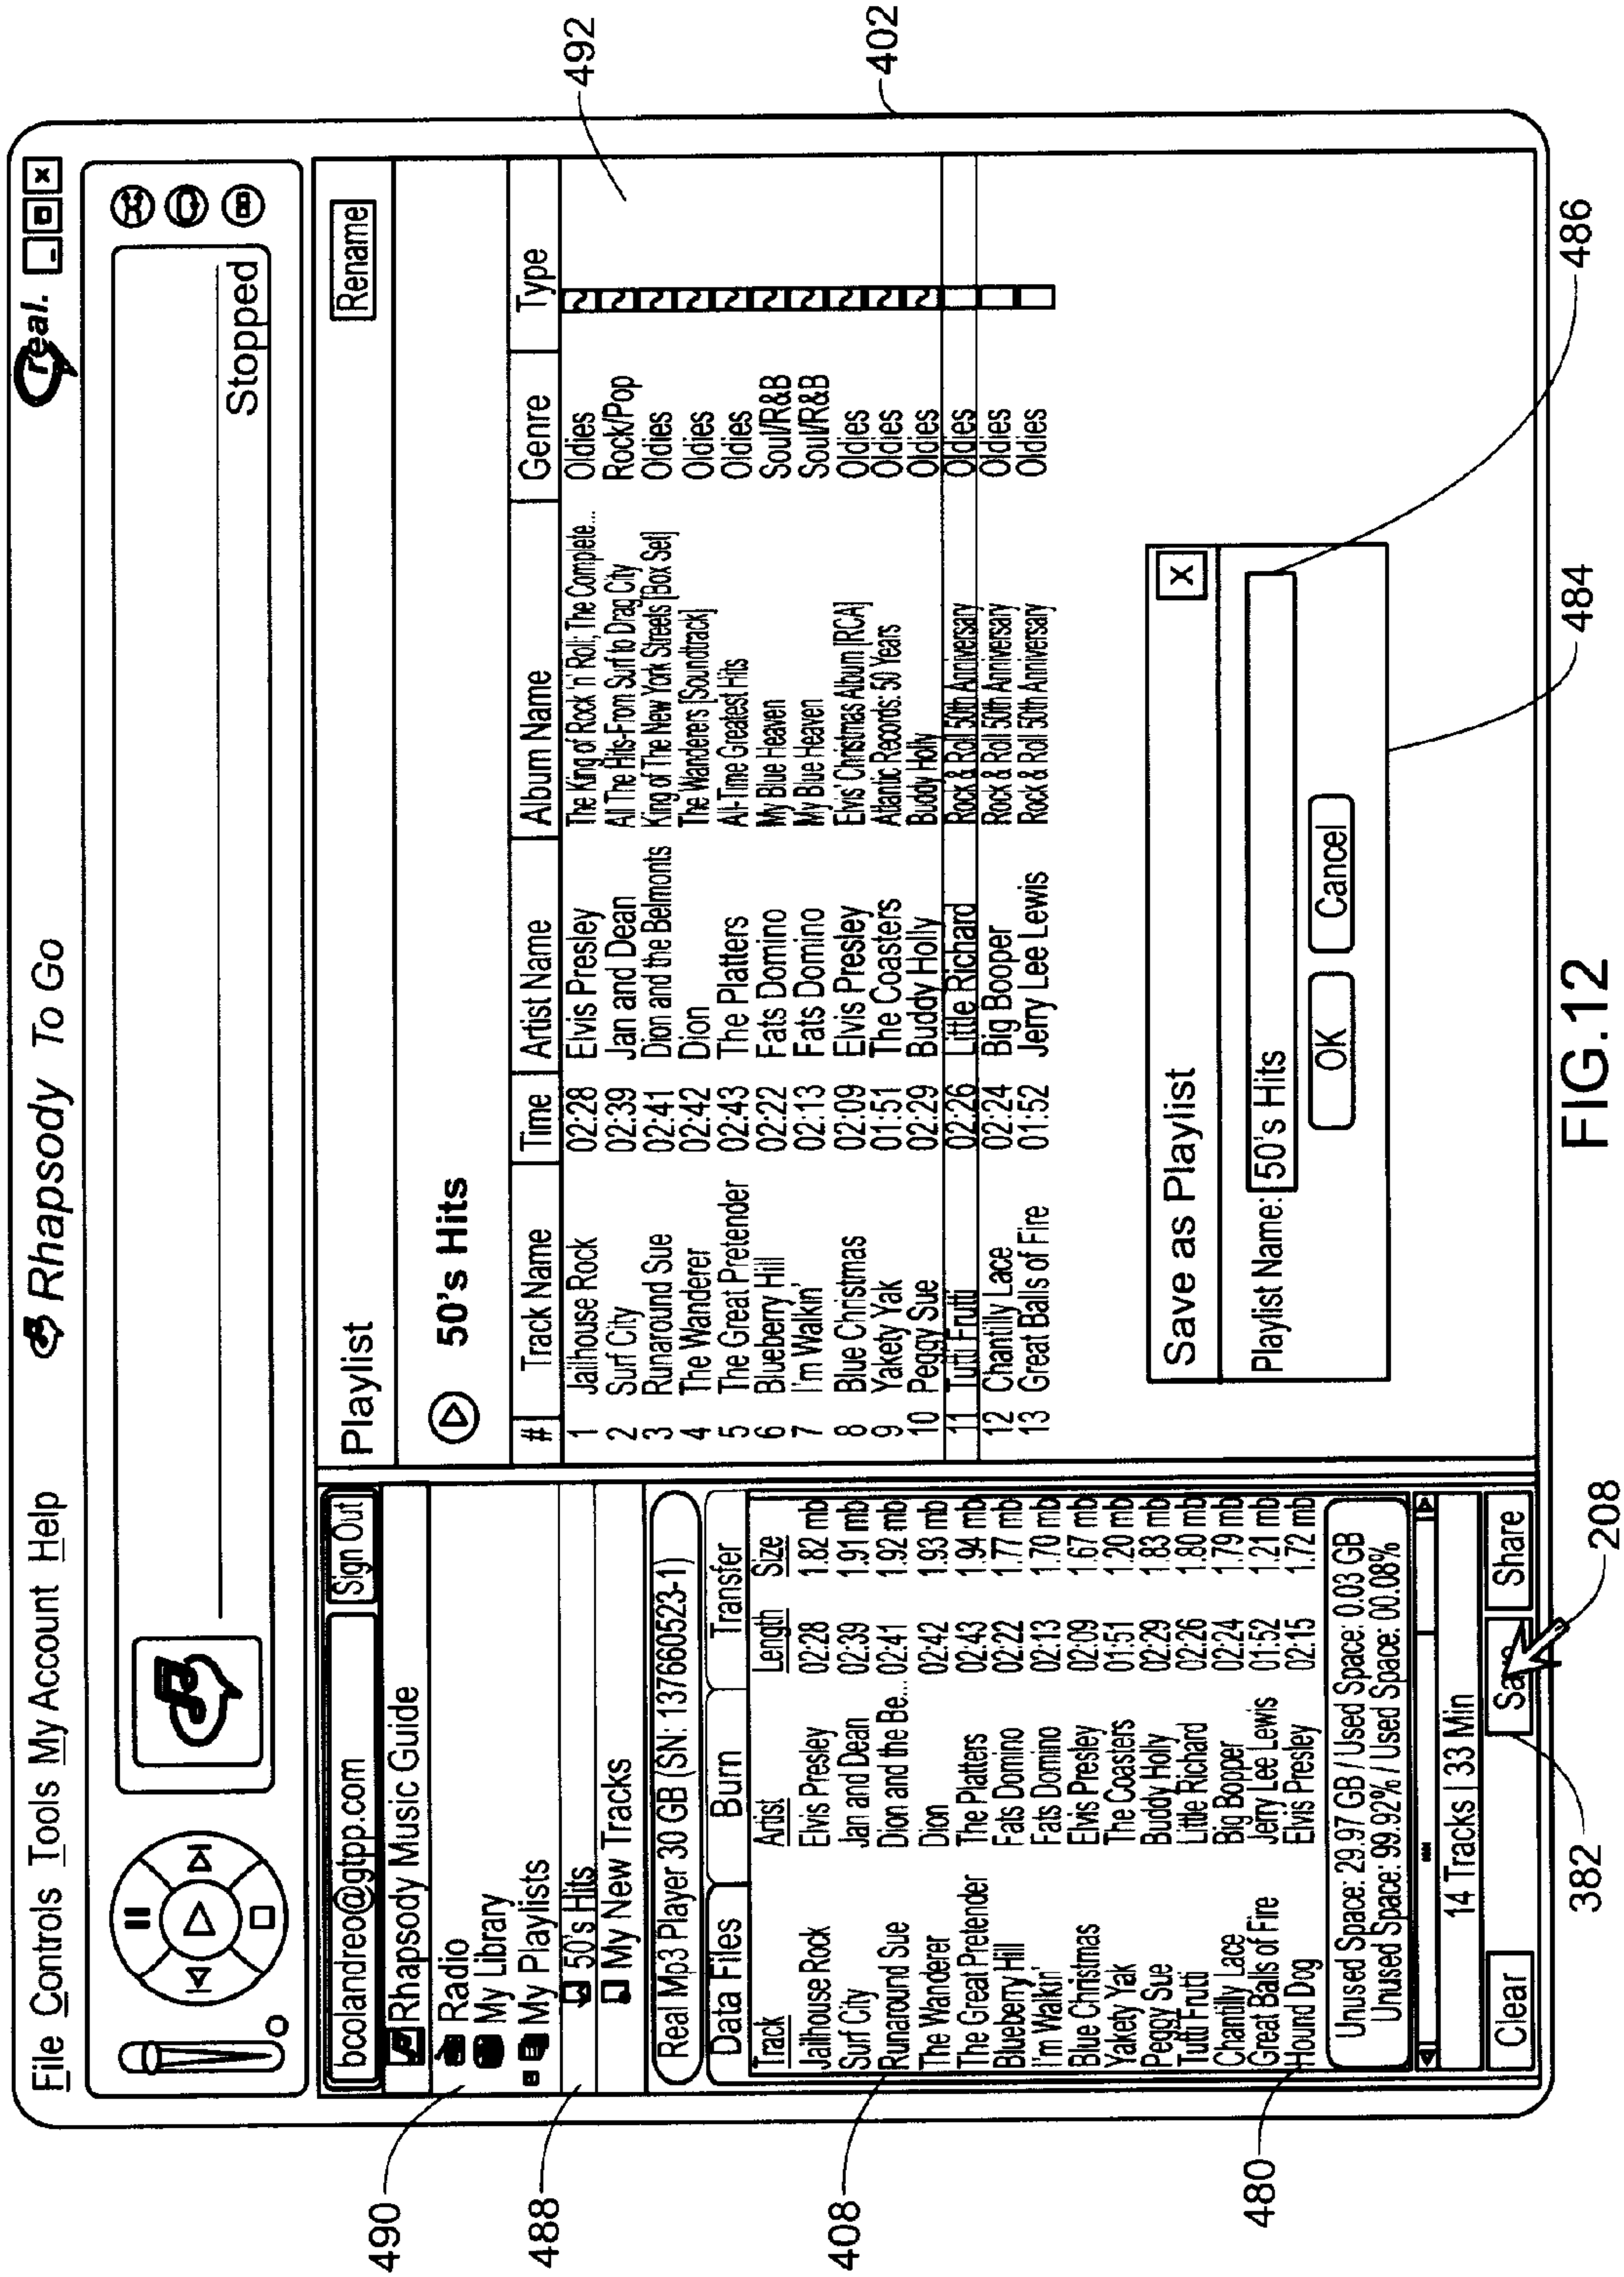 File Controls Tools My Account Help
Rhapsody To Go
real.
Stopped
bcolandreo@gtpp.com
Sign Out
Rhapsody Music Guide
Radio
My Library
My Playlists
50's Hits
My New Tracks
Real Mp3 Player 30 GB (SN: 137660523-1)
Data Files Burn Transfer
Track Artist Length Size
Jailhouse Rock Elvis Presley 02:28 1.82 mb
Surf City Jan and Dean 02:39 1.91 mb
Runaround Sue Dion and the Be... 02:41 1.92 mb
The Wanderer Dion 02:42 1.93 mb
The Great Pretender The Platters 02:43 1.94 mb
Blueberry Hill Fats Domino 02:22 1.77 mb
I'm Walkin' Fats Domino 02:13 1.70 mb
Blue Christmas Elvis Presley 02:09 1.67 mb
Yakety Yak The Coasters 01:51 1.20 mb
Peggy Sue Buddy Holly 02:29 1.83 mb
Tutti Frutti Little Richard 02:26 1.80 mb
Chantilly Lace Big Bopper 02:24 1.79 mb
Great Balls of Fire Jerry Lee Lewis 01:52 1.21 mb
Hound Dog Elvis Presley 02:15 1.72 mb
Unused Space: 29.97 GB / Used Space: 0.03 GB
Unused Space: 99.92% / Used Space: 00.08%
14 Tracks | 33 Min
Clear Share
Playlist
Rename
50's Hits
# Track Name Time Artist Name Album Name Genre Type
1 Jailhouse Rock 02:28 Elvis Presley The King of Rock 'n' Roll; The Complete... Oldies
2 Surf City 02:39 Jan and Dean All The Hits-From Surf to Drag City Rock/Pop
3 Runaround Sue 02:41 Dion and the Belmonts King of The New York Streets [Box Set] Oldies
4 The Wanderer 02:42 Dion The Wanderers [Soundtrack] Oldies
5 The Great Pretender 02:43 The Platters All-Time Greatest Hits Oldies
6 Blueberry Hill 02:22 Fats Domino My Blue Heaven Soul/R&B
7 I'm Walkin' 02:13 Fats Domino My Blue Heaven Soul/R&B
8 Blue Christmas 02:09 Elvis Presley Elvis' Christmas Album [RCA] Oldies
9 Yakety Yak 01:51 The Coasters Atlantic Records: 50 Years Oldies
10 Peggy Sue 02:29 Buddy Holly Buddy Holly Oldies
11 Tutti Frutti 02:26 Little Richard Rock & Roll 50th Anniversary Oldies
12 Chantilly Lace 02:24 Big Booper Rock & Roll 50th Anniversary Oldies
13 Great Balls of Fire 01:52 Jerry Lee Lewis Rock & Roll 50th Anniversary Oldies
Save as Playlist
X
Playlist Name: 50's Hits
OK Cancel
490
488
408
480
382
208
484
486
492
402
FIG.12